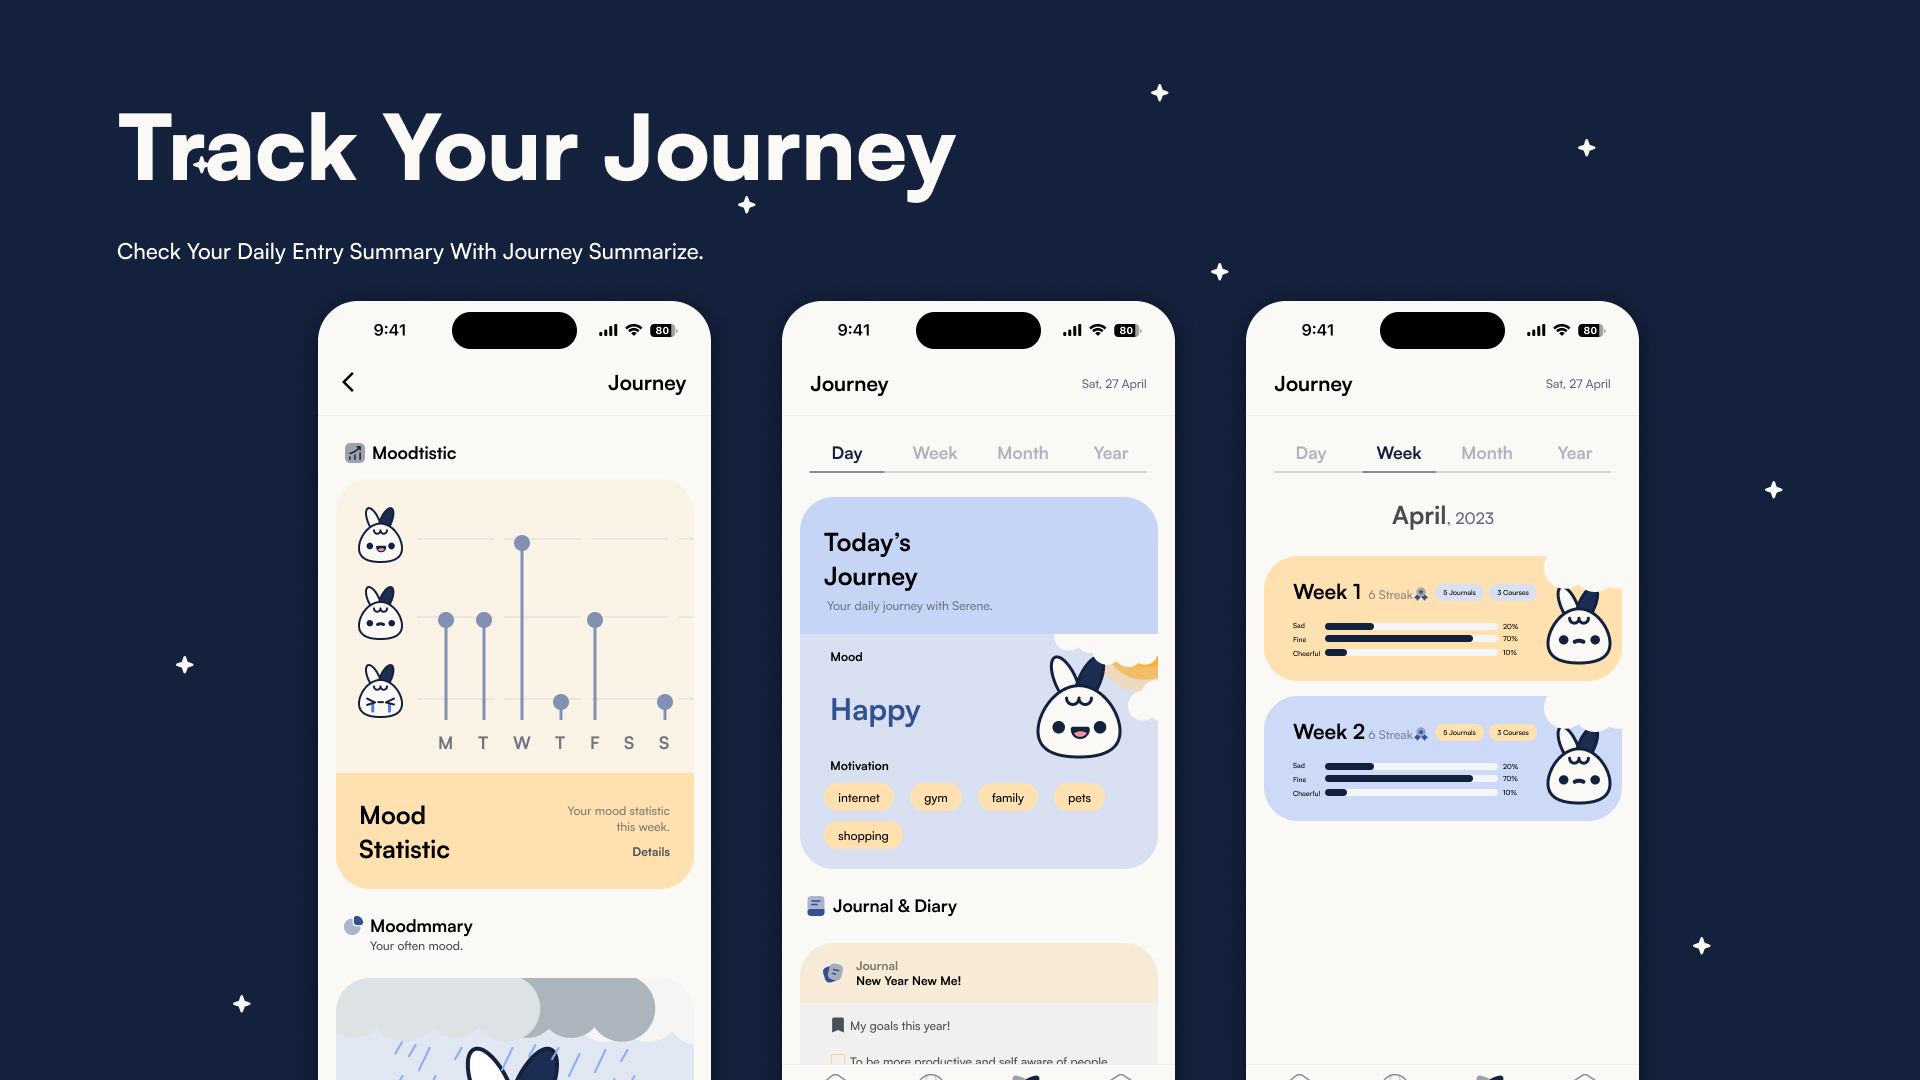 Track Your Journey
Check Your Daily Entry Summary With Journey Summarize.
9:41
80
Journey
Moodtistic
M T W T F S S
Mood
Statistic
Your mood statistic
this week.
Details
Moodmmary
Your often mood.
9:41
80
Journey
Sat, 27 April
Day Week Month Year
Today’s
Journey
Your daily journey with Serene.
Mood
Happy
Motivation
internet gym family pets
shopping
Journal & Diary
Journal
New Year New Me!
My goals this year!
To be more productive and self aware of people
9:41
80
Journey
Sat, 27 April
Day Week Month Year
April, 2023
Week 1 6 Streak 5 Journals 3 Courses
Sad 20%
Fine 70%
Cheerful 10%
Week 2 6 Streak 5 Journals 3 Courses
Sad 20%
Fine 70%
Cheerful 10%